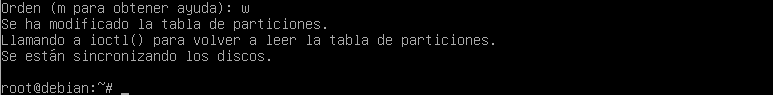 Orden (m para obtener ayuda): w
Se ha modificado la tabla de particiones.
Llamando a ioctl() para volver a leer la tabla de particiones.
Se están sincronizando los discos.
root@debian:~# _